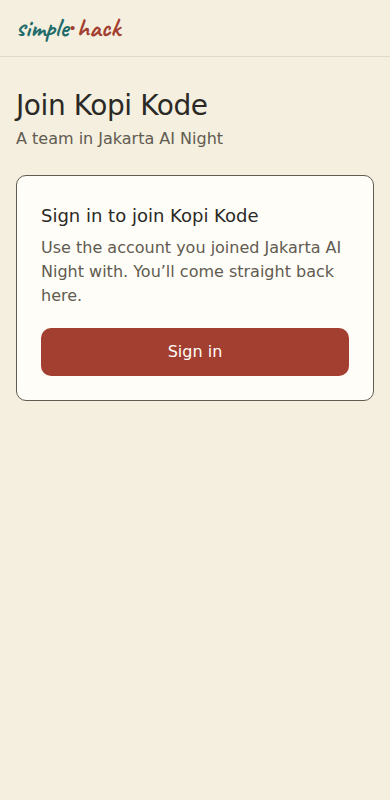 simple·hack
Join Kopi Kode
A team in Jakarta AI Night
Sign in to join Kopi Kode
Use the account you joined Jakarta AI
Night with. You’ll come straight back
here.
Sign in